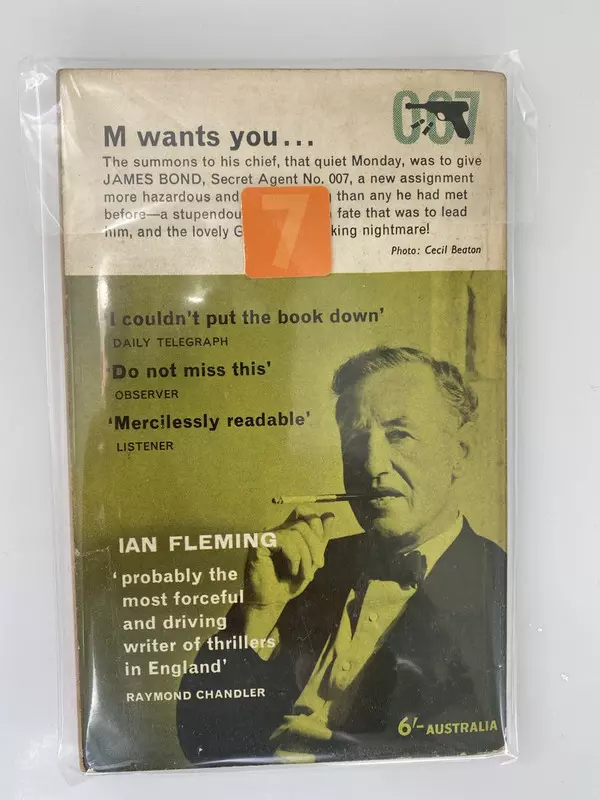 007
M wants you...
The summons to his chief, that quiet Monday, was to give
JAMES BOND, Secret Agent No. 007, a new assignment
more hazardous and than any he had met
before—a stupendou fate that was to lead
him, and the lovely G king nightmare!
7
Photo: Cecil Beaton
'I couldn't put the book down'
DAILY TELEGRAPH
'Do not miss this'
OBSERVER
'Mercilessly readable'
LISTENER
IAN FLEMING
'probably the
most forceful
and driving
writer of thrillers
in England'
RAYMOND CHANDLER
6/- AUSTRALIA